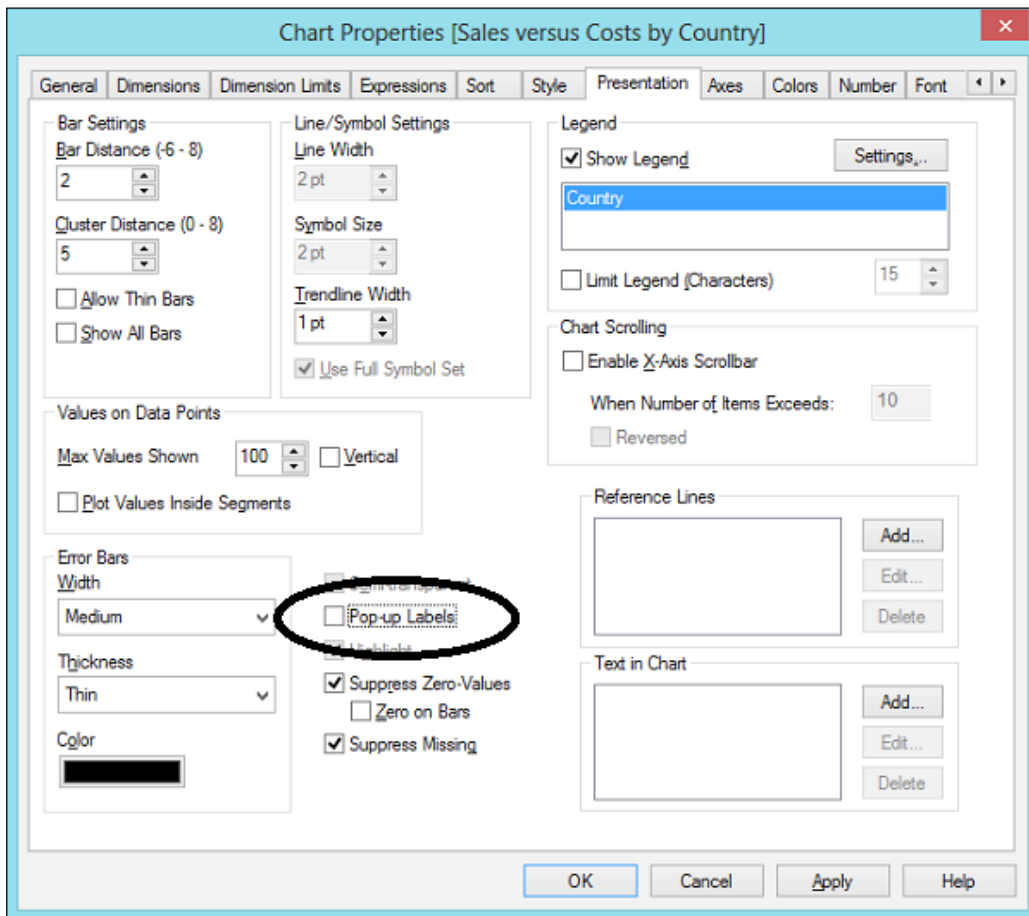 Chart Properties [Sales versus Costs by Country]
General Dimensions Dimension Limits Expressions Sort Style Presentation Axes Colors Number Font
Bar Settings
Bar Distance (-6 - 8)
2
Cluster Distance (0 - 8)
5
Allow Thin Bars
Show All Bars
Line/Symbol Settings
Line Width
2 pt
Symbol Size
2 pt
Trendline Width
1 pt
Use Full Symbol Set
Legend
Show Legend Settings...
Country
Limit Legend (Characters) 15
Chart Scrolling
Enable X-Axis Scrollbar
When Number of Items Exceeds: 10
Reversed
Values on Data Points
Max Values Shown 100 Vertical
Plot Values Inside Segments
Error Bars
Width
Medium
Thickness
Thin
Color
Semi-transparent
Pop-up Labels
Highlight
Suppress Zero-Values
Zero on Bars
Suppress Missing
Reference Lines
Add...
Edit...
Delete
Text in Chart
Add...
Edit...
Delete
OK Cancel Apply Help